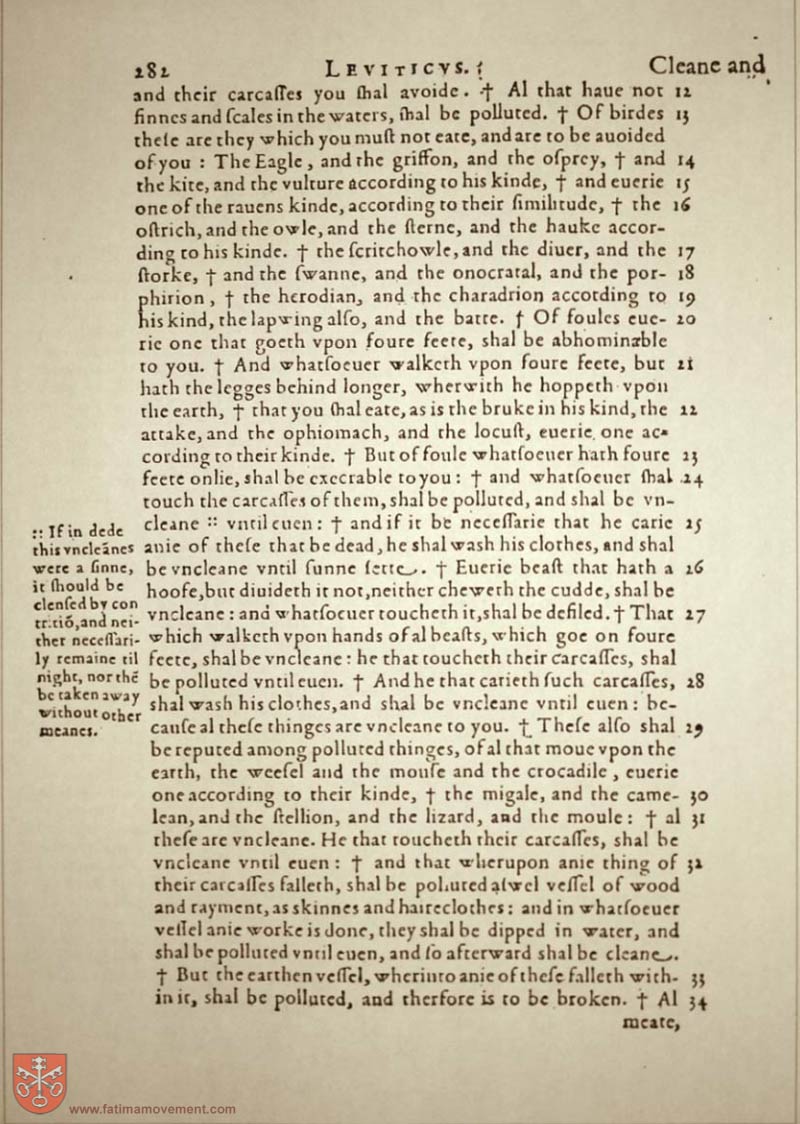 282 LEVITICVS. Cleane and
and their carcaſſes you ſhal avoide. † Al that haue not 12
finnes and ſcales in the waters, ſhal be polluted. † Of birdes 13
theſe are they which you muſt not eate, and are to be auoided
of you : The Eagle, and the griffon, and the oſprey, † and 14
the kite, and the vulture according to his kinde, † and euerie 15
one of the rauens kinde, according to their ſimilitude, † the 16
oſtrich, and the owle, and the ſterne, and the hauke accor-
ding to his kinde. † the ſcritchowle, and the diuer, and the 17
ſtorke, † and the ſwanne, and the onocratal, and the por- 18
phirion, † the herodian, and the charadrion according to 19
his kind, the lapwing alſo, and the batte. † Of foules eue- 20
rie one that goeth vpon foure feete, shal be abhominable
to you. † And whatſoeuer walketh vpon foure feete, but 21
hath the legges behind longer, wherwith he hoppeth vpon
the earth, † that you ſhal eate, as is the bruke in his kind, the 22
attake, and the ophiomach, and the locuſt, euerie one ac-
cording to their kinde. † But of foule whatſoeuer hath foure 23
feete onlie, shal be execrable to you : † and whatſoeuer ſhal 24
touch the carcaſſes of them, shal be polluted, and shal be vn-
cleane :: vntil euen : † and if it be neceſſarie that he carie 25
anie of theſe that be dead, he shal wash his clothes, and shal
be vncleane vntil ſunne ſette. † Euerie beaſt that hath a 26
hoofe, but diuideth it not, neither cheweth the cudde, shal be
vncleane : and whatſoeuer toucheth it, shal be defiled. † That 27
which walketh vpon hands of al beaſts, which goe on foure
feete, shal be vncleane : he that toucheth their carcaſſes, shal
be polluted vntil euen. † And he that carieth ſuch carcaſſes, 28
shal wash his clothes, and shal be vncleane vntil euen : be-
cauſe al theſe thinges are vncleane to you. † Theſe alſo shal 29
be reputed among polluted thinges, of al that moue vpon the
earth, the weeſel and the mouſe and the crocadile, euerie
one according to their kinde, † the migale, and the came- 30
lean, and the ſtellion, and the lizard, and the moule : † al 31
theſe are vncleane. He that toucheth their carcaſſes, shal be
vncleane vntil euen : † and that wherupon anie thing of 32
their carcaſſes falleth, shal be polluted aſwel veſſel of wood
and rayment, as skinnes and haireclothes : and in whatſoeuer
veſſel anie worke is done, they shal be dipped in water, and
shal be polluted vntil euen, and ſo afterward shal be cleane.
† But the earthen veſſel, wherinto anie of theſe falleth with- 33
in it, shal be polluted, and therfore is to be broken. † Al 34
meate,
:: If in dede
this vncleānes
were a ſinne,
it ſhould be
clenſed by con
tritiō, and nei-
ther neceſſari-
ly remaine til
night, nor thē
be taken away
without other
meanes.
www.fatimamovement.com